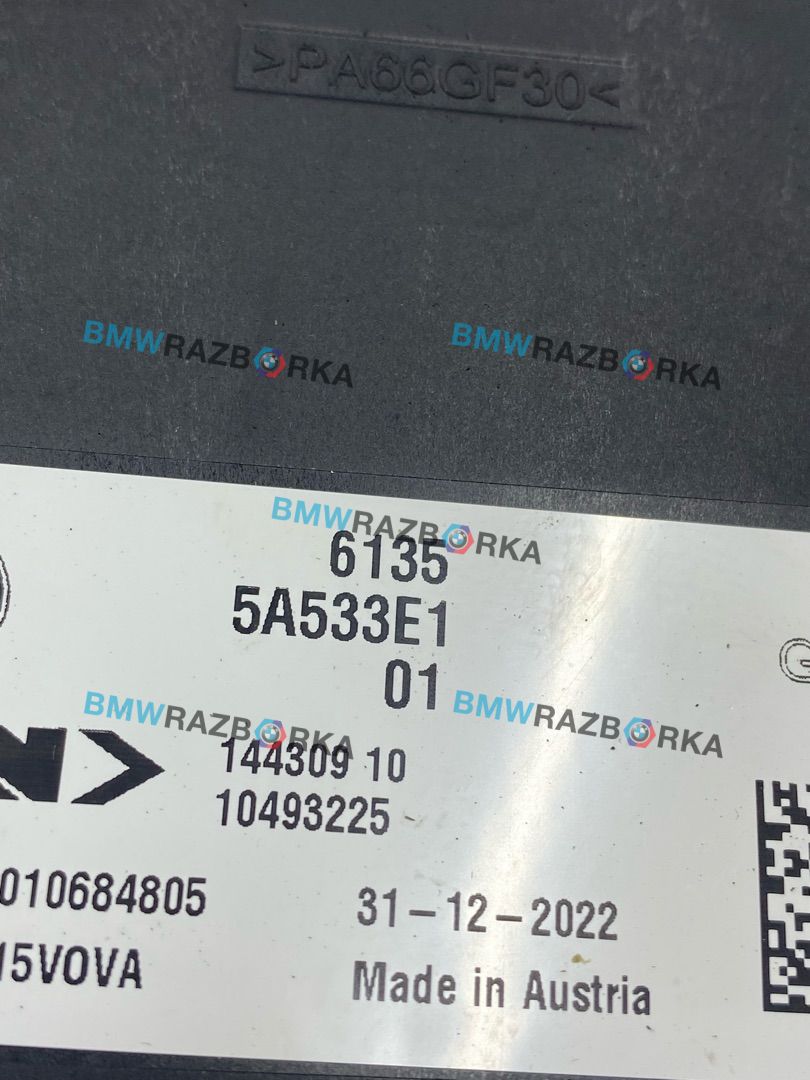 >PA66GF30<
BMWRAZBORKA
BMWRAZBORKA
BMWRAZBORKA
6135
5A533E1
01
BMWRAZBORKA
BMWRAZBORKA
144309 10
10493225
010684805
31-12-2022
15VOVA
Made in Austria